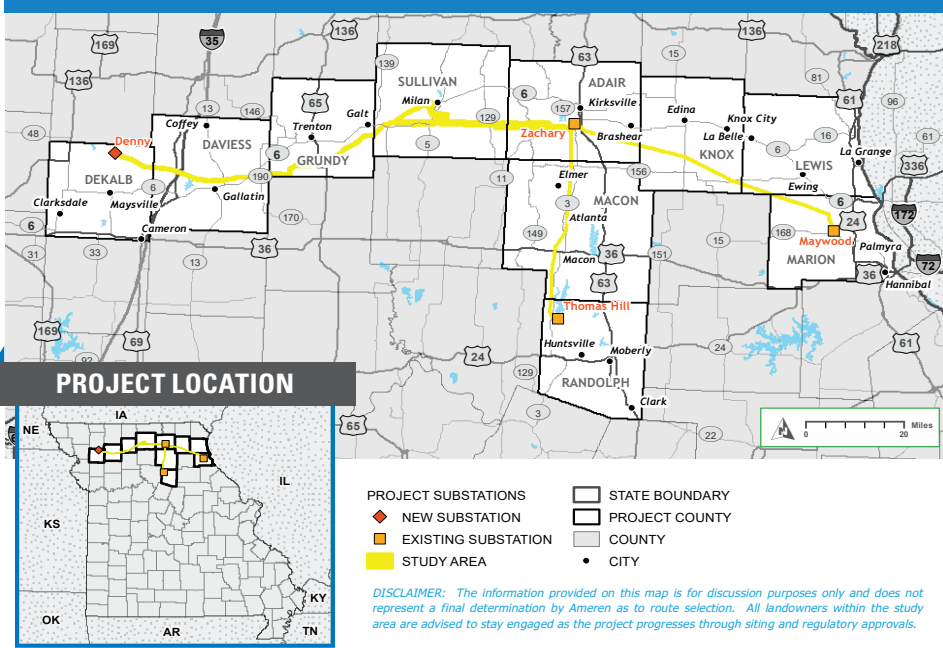 136
169
35
65
136
63
136
218
139
SULLIVAN
ADAIR
15
81
136
6
157
Kirksville
Edina
61
96
13
146
65
Galt
Milan
129
Knox City
Coffey
Trenton
Zachary
Brashear
La Belle
16
48
Denny
DAVIESS
6
GRUNDY
5
KNOX
6
LEWIS
La Grange
336
DEKALB
6
190
61
156
Ewing
11
Elmer
Clarksdale
Maysville
Gallatin
MACON
6
172
3
Atlanta
24
6
Cameron
170
149
15
168
Maywood
Palmyra
31
33
13
36
Macon
36
151
MARION
36
72
Hannibal
63
Thomas Hill
169
69
Huntsville
Moberly
24
61
92
24
129
RANDOLPH
Clark
3
65
22
Miles
0
20
N
PROJECT LOCATION
IA
NE
IL
KS
KY
OK
AR
TN
PROJECT SUBSTATIONS
NEW SUBSTATION
EXISTING SUBSTATION
STUDY AREA
STATE BOUNDARY
PROJECT COUNTY
COUNTY
CITY
DISCLAIMER: The information provided on this map is for discussion purposes only and does not
represent a final determination by Ameren as to route selection. All landowners within the study
area are advised to stay engaged as the project progresses through siting and regulatory approvals.